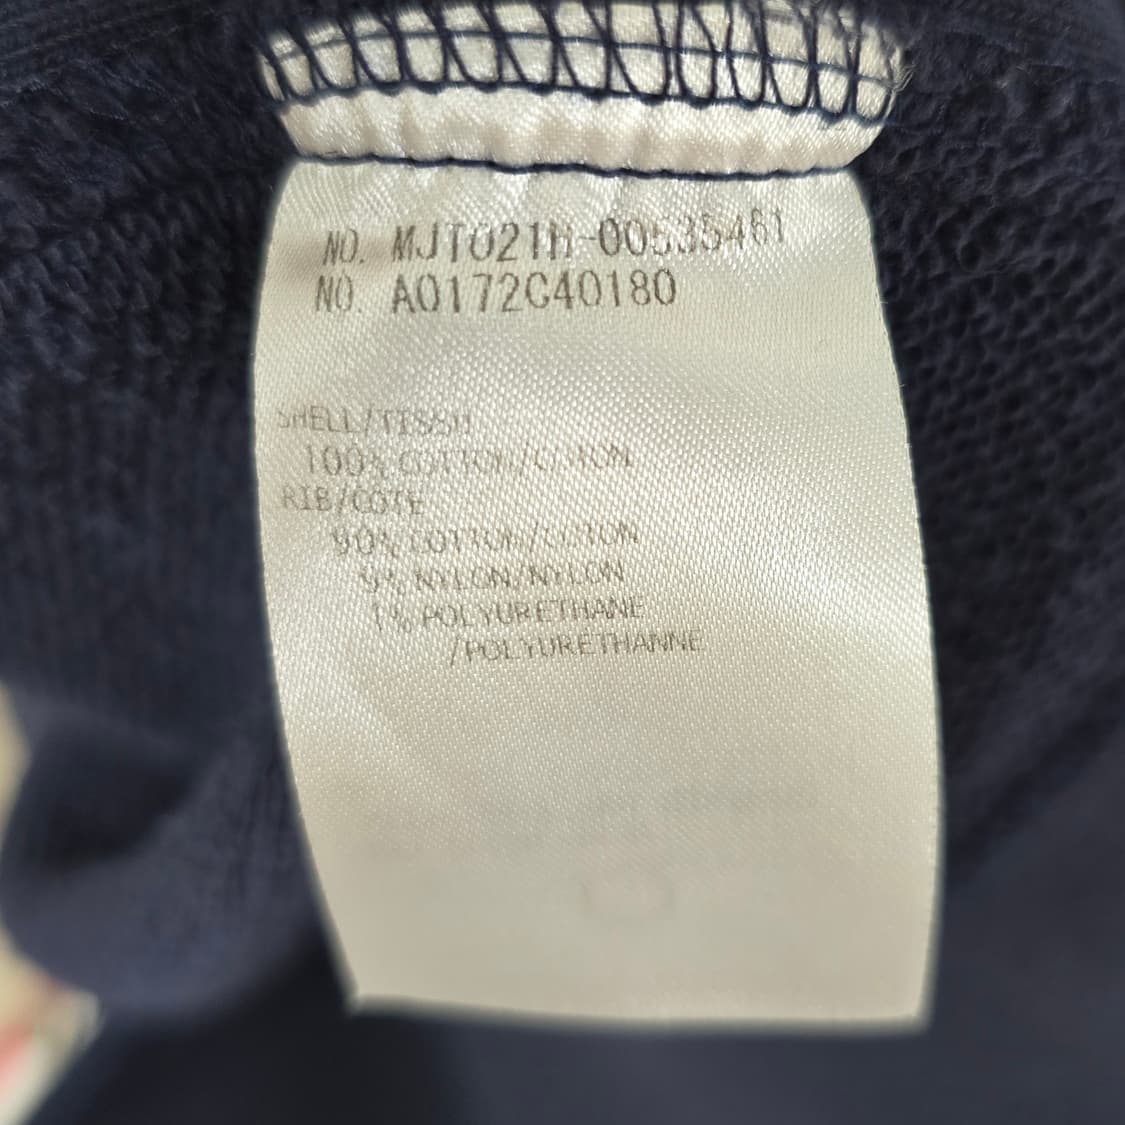 NO. MJT021H-00535461
NO. A0172C40180
SHELL/TISSU
100% COTTON/COTON
RIB/COTE
90% COTTON/COTON
9% NYLON/NYLON
1% POLYURETHANE
/POLYURETHANNE